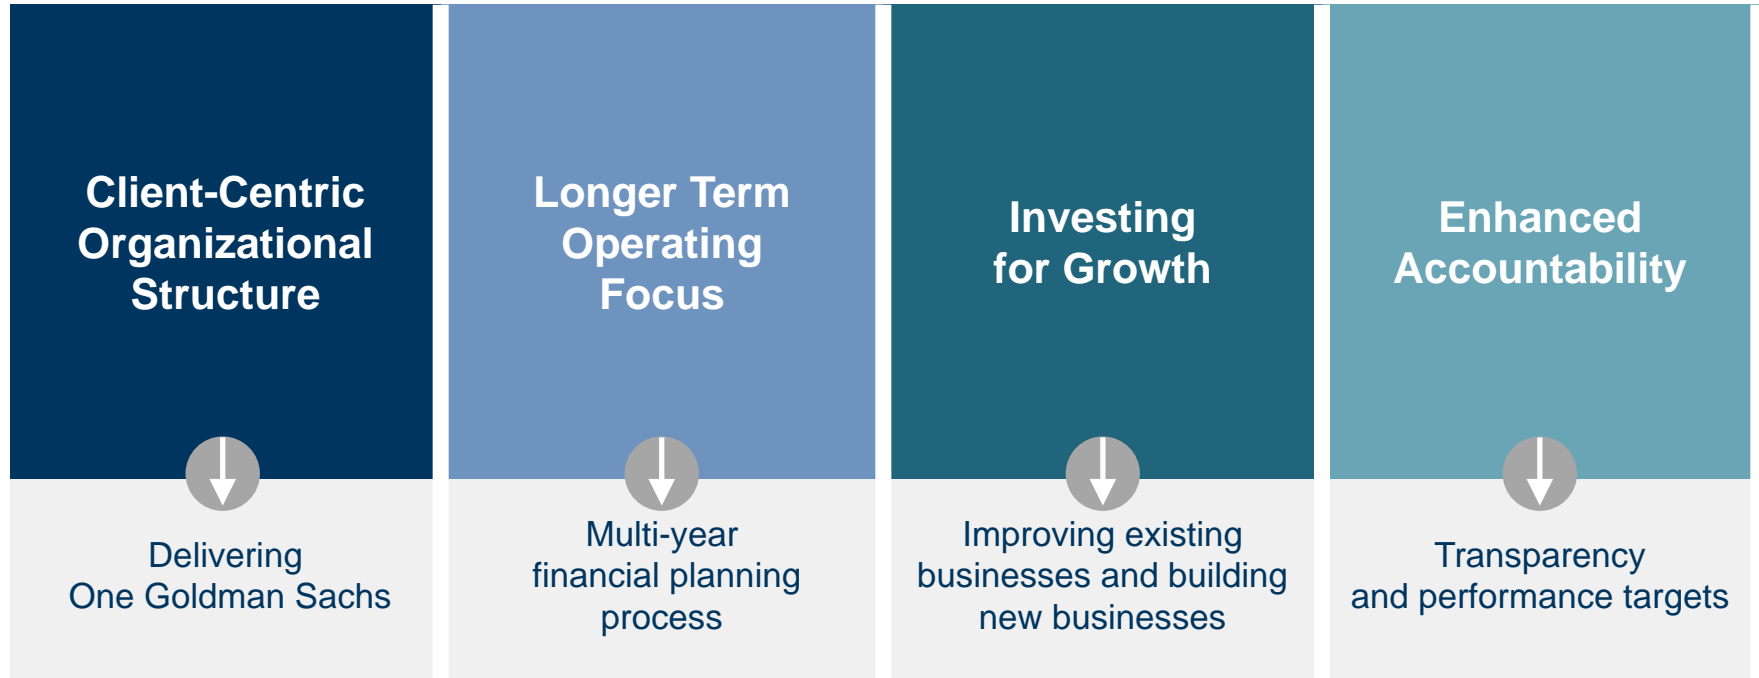 Client-Centric
Organizational
Structure
Delivering
One Goldman Sachs
Longer Term
Operating
Focus
Multi-year
financial planning
process
Investing
for Growth
Improving existing
businesses and building
new businesses
Enhanced
Accountability
Transparency
and performance targets